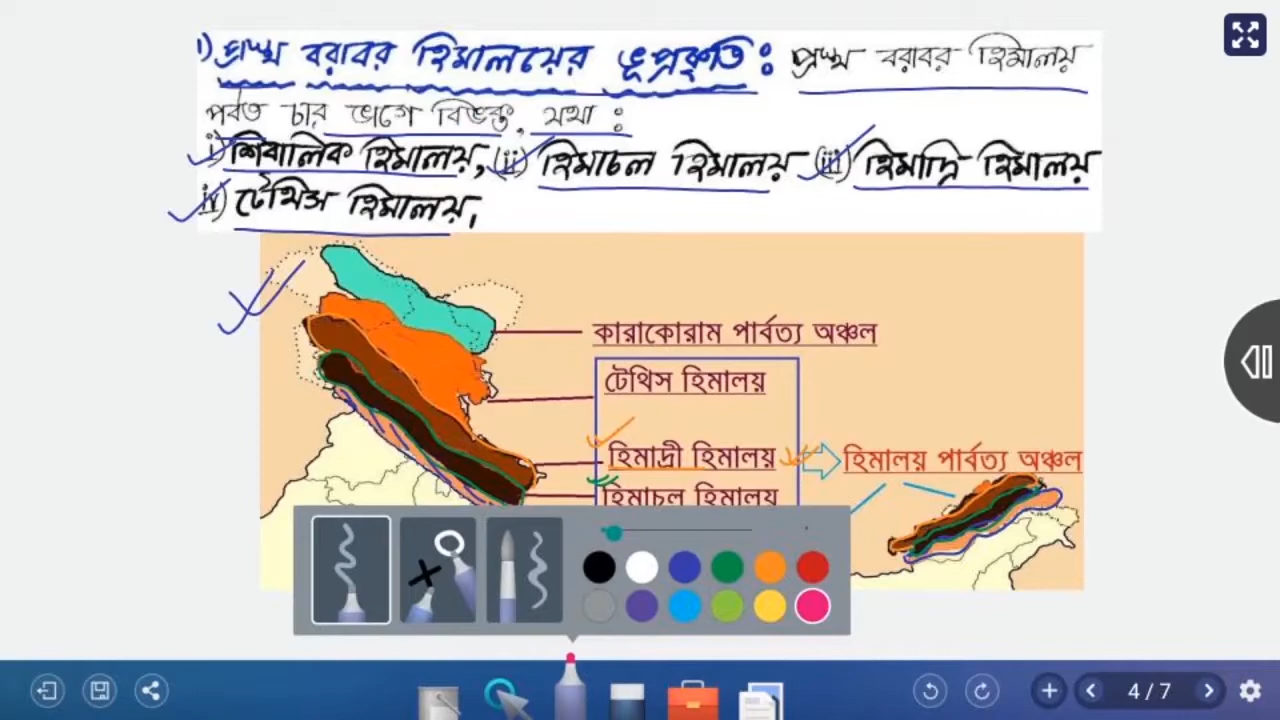 ১) প্রস্থ বরাবর হিমালয়ের ভূপ্রকৃতি : প্রস্থ বরাবর হিমালয়
পর্বত চার ভাগে বিভক্ত, যথা :
i) শিবালিক হিমালয়, (ii) হিমাচল হিমালয় (iii) হিমাদ্রি হিমালয়
iv) টেথিস হিমালয়,
কারাকোরাম পার্বত্য অঞ্চল
টেথিস হিমালয়
হিমাদ্রী হিমালয়
হিমালয় পার্বত্য অঞ্চল
হিমাচল হিমালয়
4 / 7